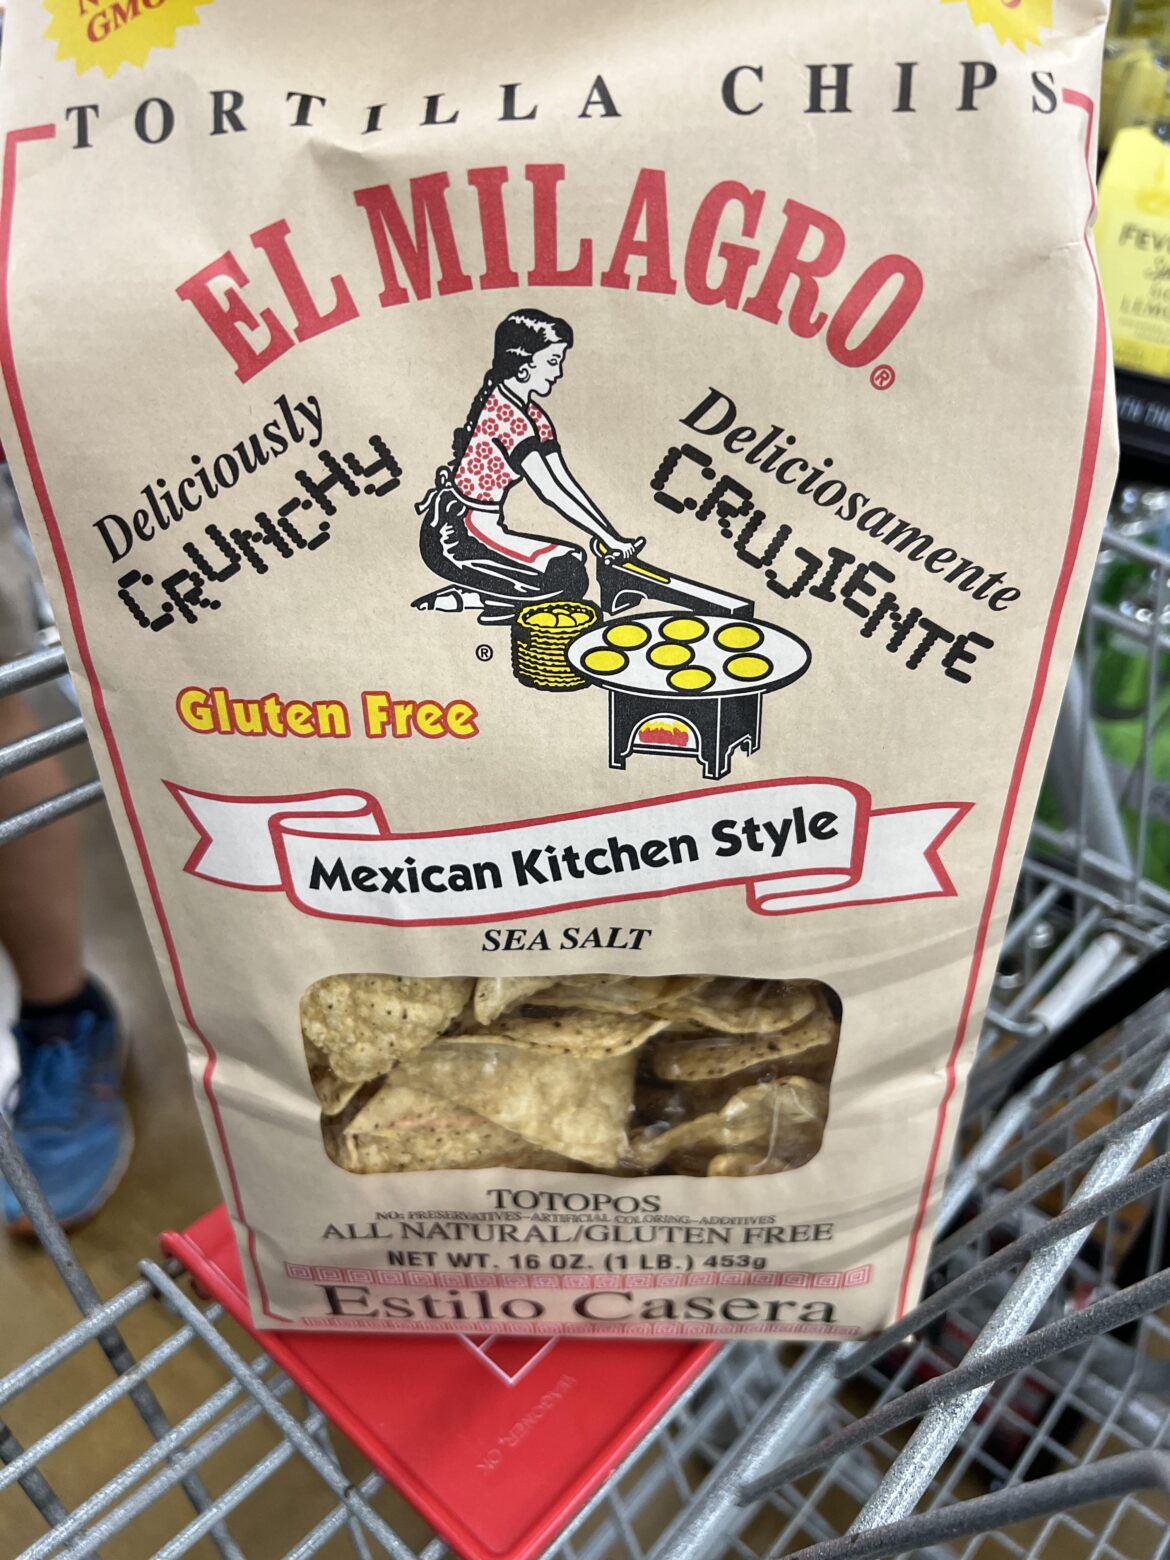 GMO
TORTILLA CHIPS
EL MILAGRO®
Deliciously
CRUNCHY
Deliciosamente
CRUJIENTE
®
Gluten Free
Mexican Kitchen Style
SEA SALT
TOTOPOS
NO: PRESERVATIVES-ARTIFICIAL COLORING-ADDITIVES
ALL NATURAL/GLUTEN FREE
NET WT. 16 OZ. (1 LB.) 453g
Estilo Casera